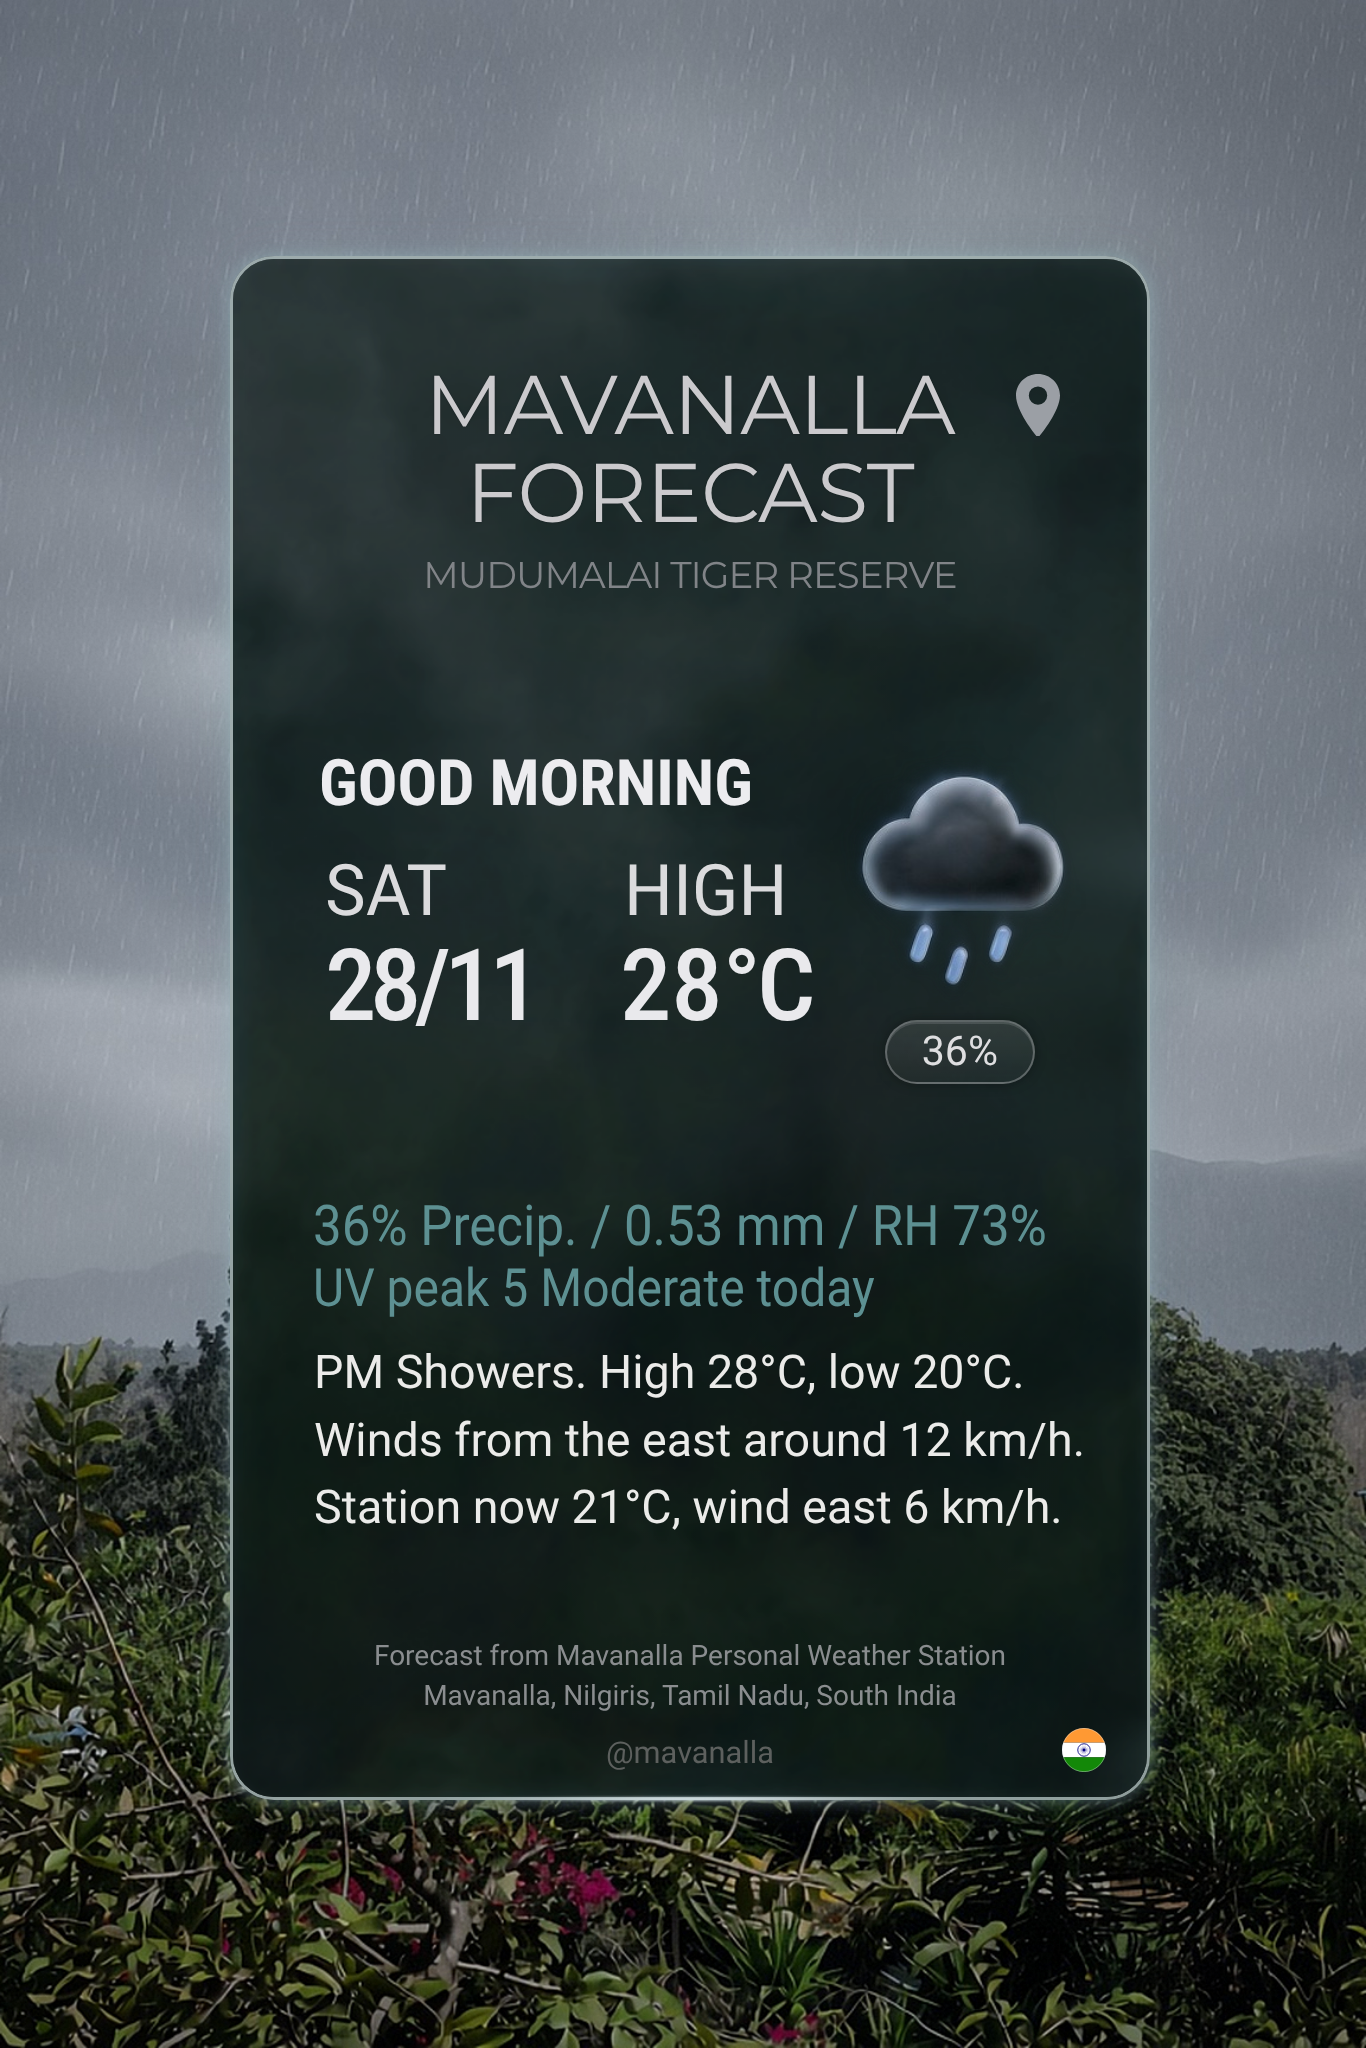 MAVANALLA
FORECAST
MUDUMALAI TIGER RESERVE
GOOD MORNING
SAT
28/11
HIGH
28°C
36%
36% Precip. / 0.53 mm / RH 73%
UV peak 5 Moderate today
PM Showers. High 28°C, low 20°C.
Winds from the east around 12 km/h.
Station now 21°C, wind east 6 km/h.
Forecast from Mavanalla Personal Weather Station
Mavanalla, Nilgiris, Tamil Nadu, South India
@mavanalla